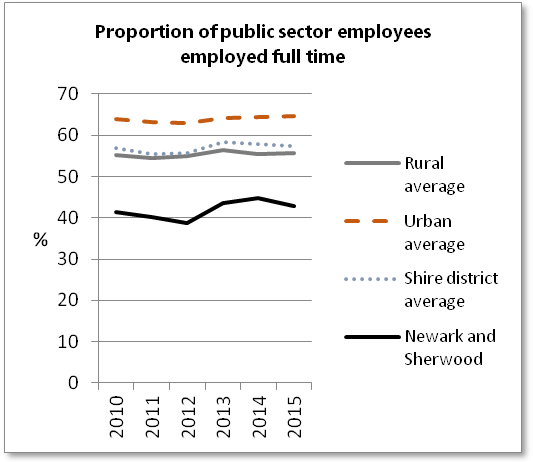 Proportion of public sector employees
employed full time
70
60
50
40
30
20
10
0
%
2010
2011
2012
2013
2014
2015
Rural
average
Urban
average
Shire district
average
Newark and
Sherwood